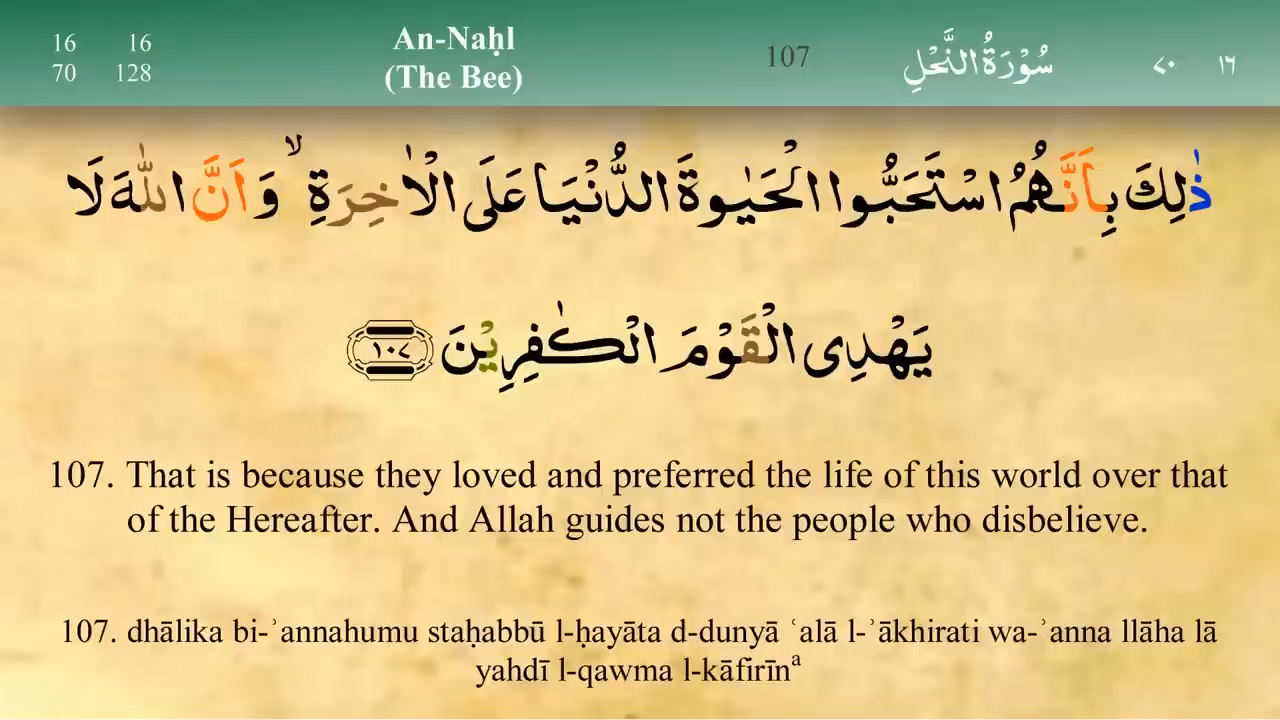 16 16 An-Naḥl 107 سُوْرَةُ النَّحْلِ ٧٠ ١٦
70 128 (The Bee)
ذٰلِكَ بِاَنَّهُمُ اسْتَحَبُّوا الْحَيٰوةَ الدُّنْيَا عَلَى الْاٰخِرَةِ ۙ وَاَنَّ اللّٰهَ لَا
يَهْدِى الْقَوْمَ الْكٰفِرِيْنَ ١٠٧
107. That is because they loved and preferred the life of this world over that
of the Hereafter. And Allah guides not the people who disbelieve.
107. dhālika bi-ʾannahumu staḥabbū l-ḥayāta d-dunyā ʿalā l-ʾākhirati wa-ʾanna llāha lā
yahdī l-qawma l-kāfirīnᵃ